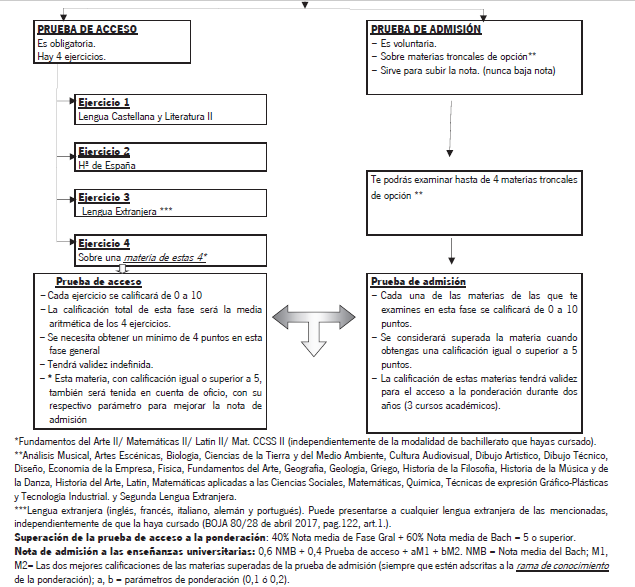 PRUEBA DE ACCESO
Es obligatoria.
Hay 4 ejercicios.
PRUEBA DE ADMISIÓN
– Es voluntaria.
– Sobre materias troncales de opción**
– Sirve para subir la nota. (nunca baja nota)
Ejercicio 1
Lengua Castellana y Literatura II
Ejercicio 2
Hª de España
Ejercicio 3
Lengua Extranjera ***
Ejercicio 4
Sobre una materia de estas 4*
Te podrás examinar hasta de 4 materias troncales
de opción **
Prueba de acceso
– Cada ejercicio se calificará de 0 a 10
– La calificación total de esta fase será la media
aritmética de los 4 ejercicios.
– Se necesita obtener un minimo de 4 puntos en esta
fase general
– Tendrá validez indefinida.
– * Esta materia, con calificación igual o superior a 5,
también será tenida en cuenta de oficio, con su
respectivo parámetro para mejorar la nota de
admisión
Prueba de admisión
– Cada una de las materias de las que te
examines en esta fase se calificará de 0 a 10
puntos.
– Se considerará superada la materia cuando
obtengas una calificación igual o superior a 5
puntos.
– La calificación de estas materias tendrá validez
para el acceso a la ponderación durante dos
años (3 cursos académicos).
*Fundamentos del Arte II/ Matemáticas II/ Latin II/ Mat. CCSS II (independientemente de la modalidad de bachillerato que hayas cursado).
**Análisis Musical, Artes Escénicas, Biologia, Ciencias de la Tierra y del Medio Ambiente, Cultura Audiovisual, Dibujo Artístico, Dibujo Técnico,
Diseño, Economía de la Empresa, Fisica, Fundamentos del Arte, Geografia, Geologia, Griego, Historia de la Filosofia, Historia de la Música y de
la Danza, Historia del Arte, Latin, Matemáticas aplicadas a las Ciencias Sociales, Matemáticas, Quimica, Técnicas de expresión Gráfico-Plásticas
y Tecnología Industrial. y Segunda Lengua Extranjera.
***Lengua extranjera (inglés, francés, italiano, alemán y portugués). Puede presentarse a cualquier lengua extranjera de las mencionadas,
independientemente de que la haya cursado (BOJA 80/28 de abril 2017, pag.122, art.1.).
Superación de la prueba de acceso a la ponderación: 40% Nota media de Fase Gral + 60% Nota media de Bach = 5 o superior.
Nota de admisión a las enseñanzas universitarias: 0,6 NMB + 0,4 Prueba de acceso + aM1 + bM2. NMB = Nota media del Bach; M1,
M2= Las dos mejores calificaciones de las materias superadas de la prueba de admisión (siempre que estén adscritas a la rama de conocimiento
de la ponderación); a, b = parámetros de ponderación (0,1 ó 0,2).